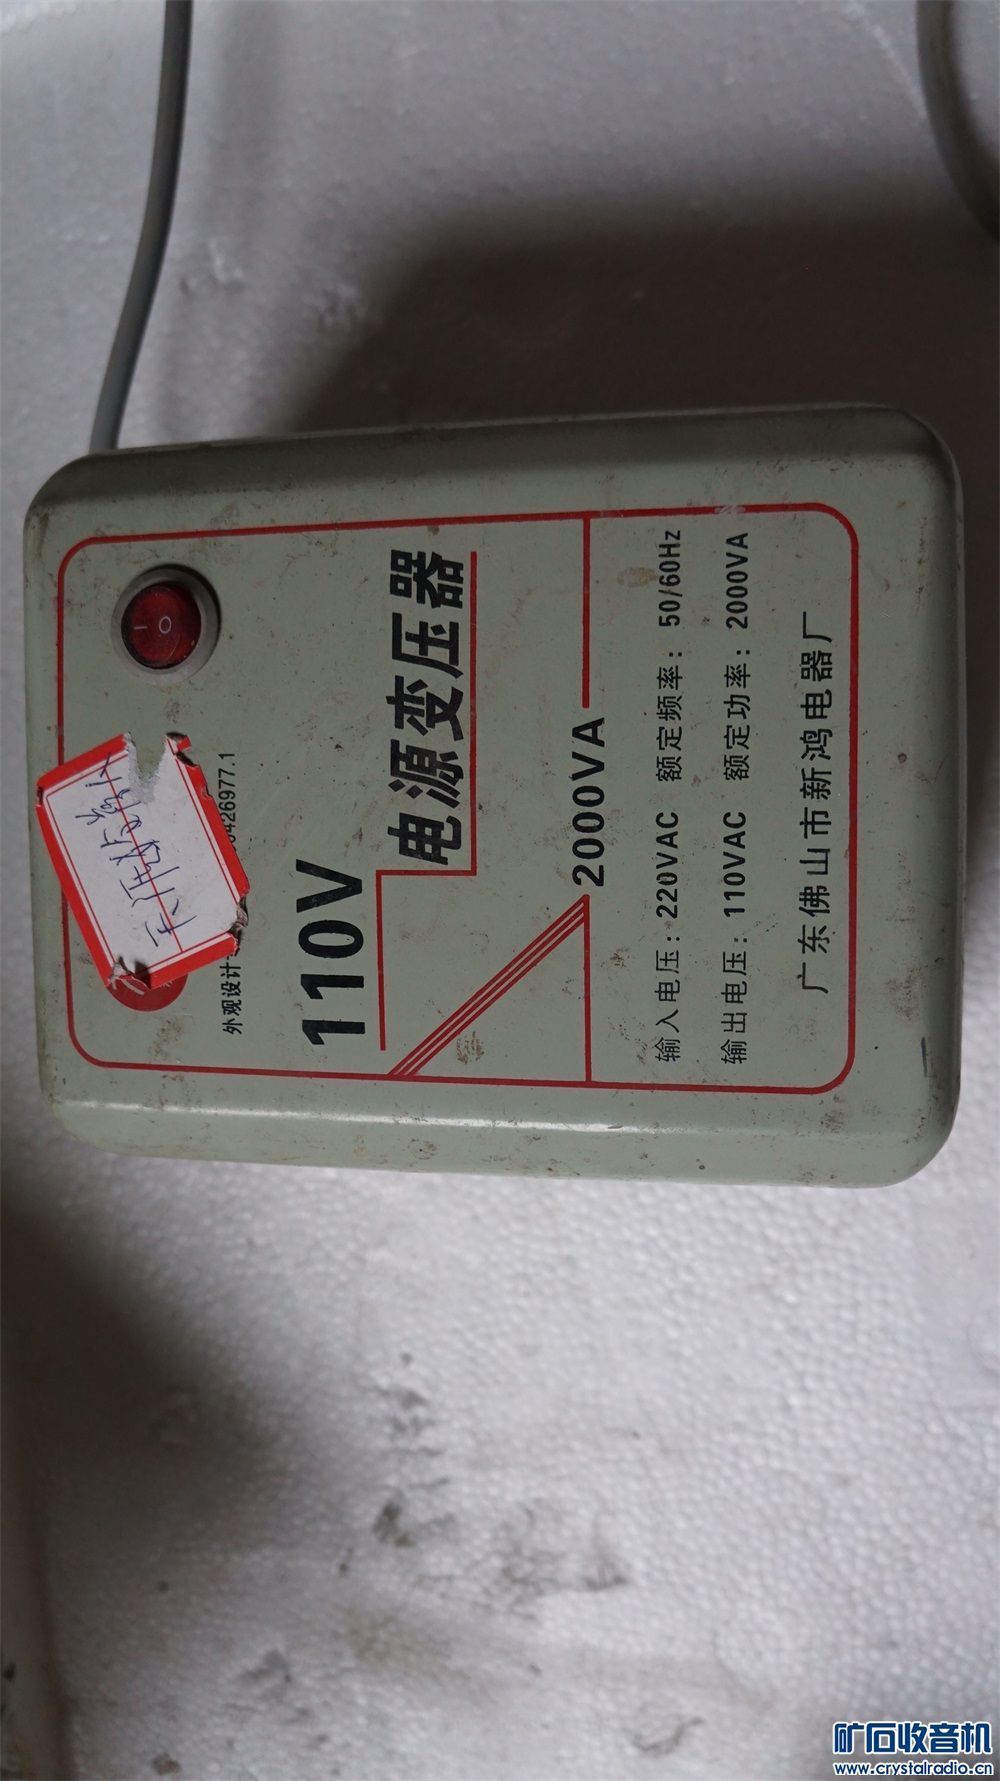 外观设计
0426977.1
110V
电源变压器
2000VA
输入电压：220VAC 额定频率：50/60Hz
输出电压：110VAC 额定功率：2000VA
广东佛山市新鸿电器厂
矿石收音机
www.crystalradio.cn